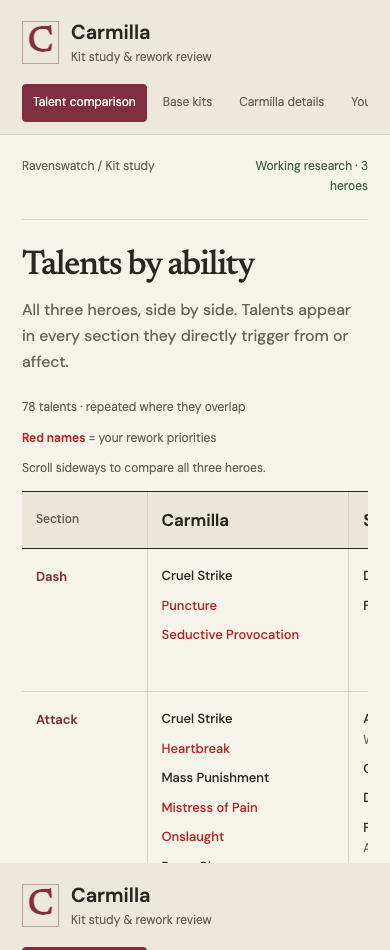 C
Carmilla
Kit study & rework review
Talent comparison Base kits Carmilla details
Ravenswatch / Kit study
Working research · 3
heroes
Talents by ability
All three heroes, side by side. Talents appear
in every section they directly trigger from or
affect.
78 talents · repeated where they overlap
Red names = your rework priorities
Scroll sideways to compare all three heroes.
Section Carmilla
Dash
Cruel Strike
Puncture
Seductive Provocation
Attack
Cruel Strike
Heartbreak
Mass Punishment
Mistress of Pain
Onslaught
C
Carmilla
Kit study & rework review